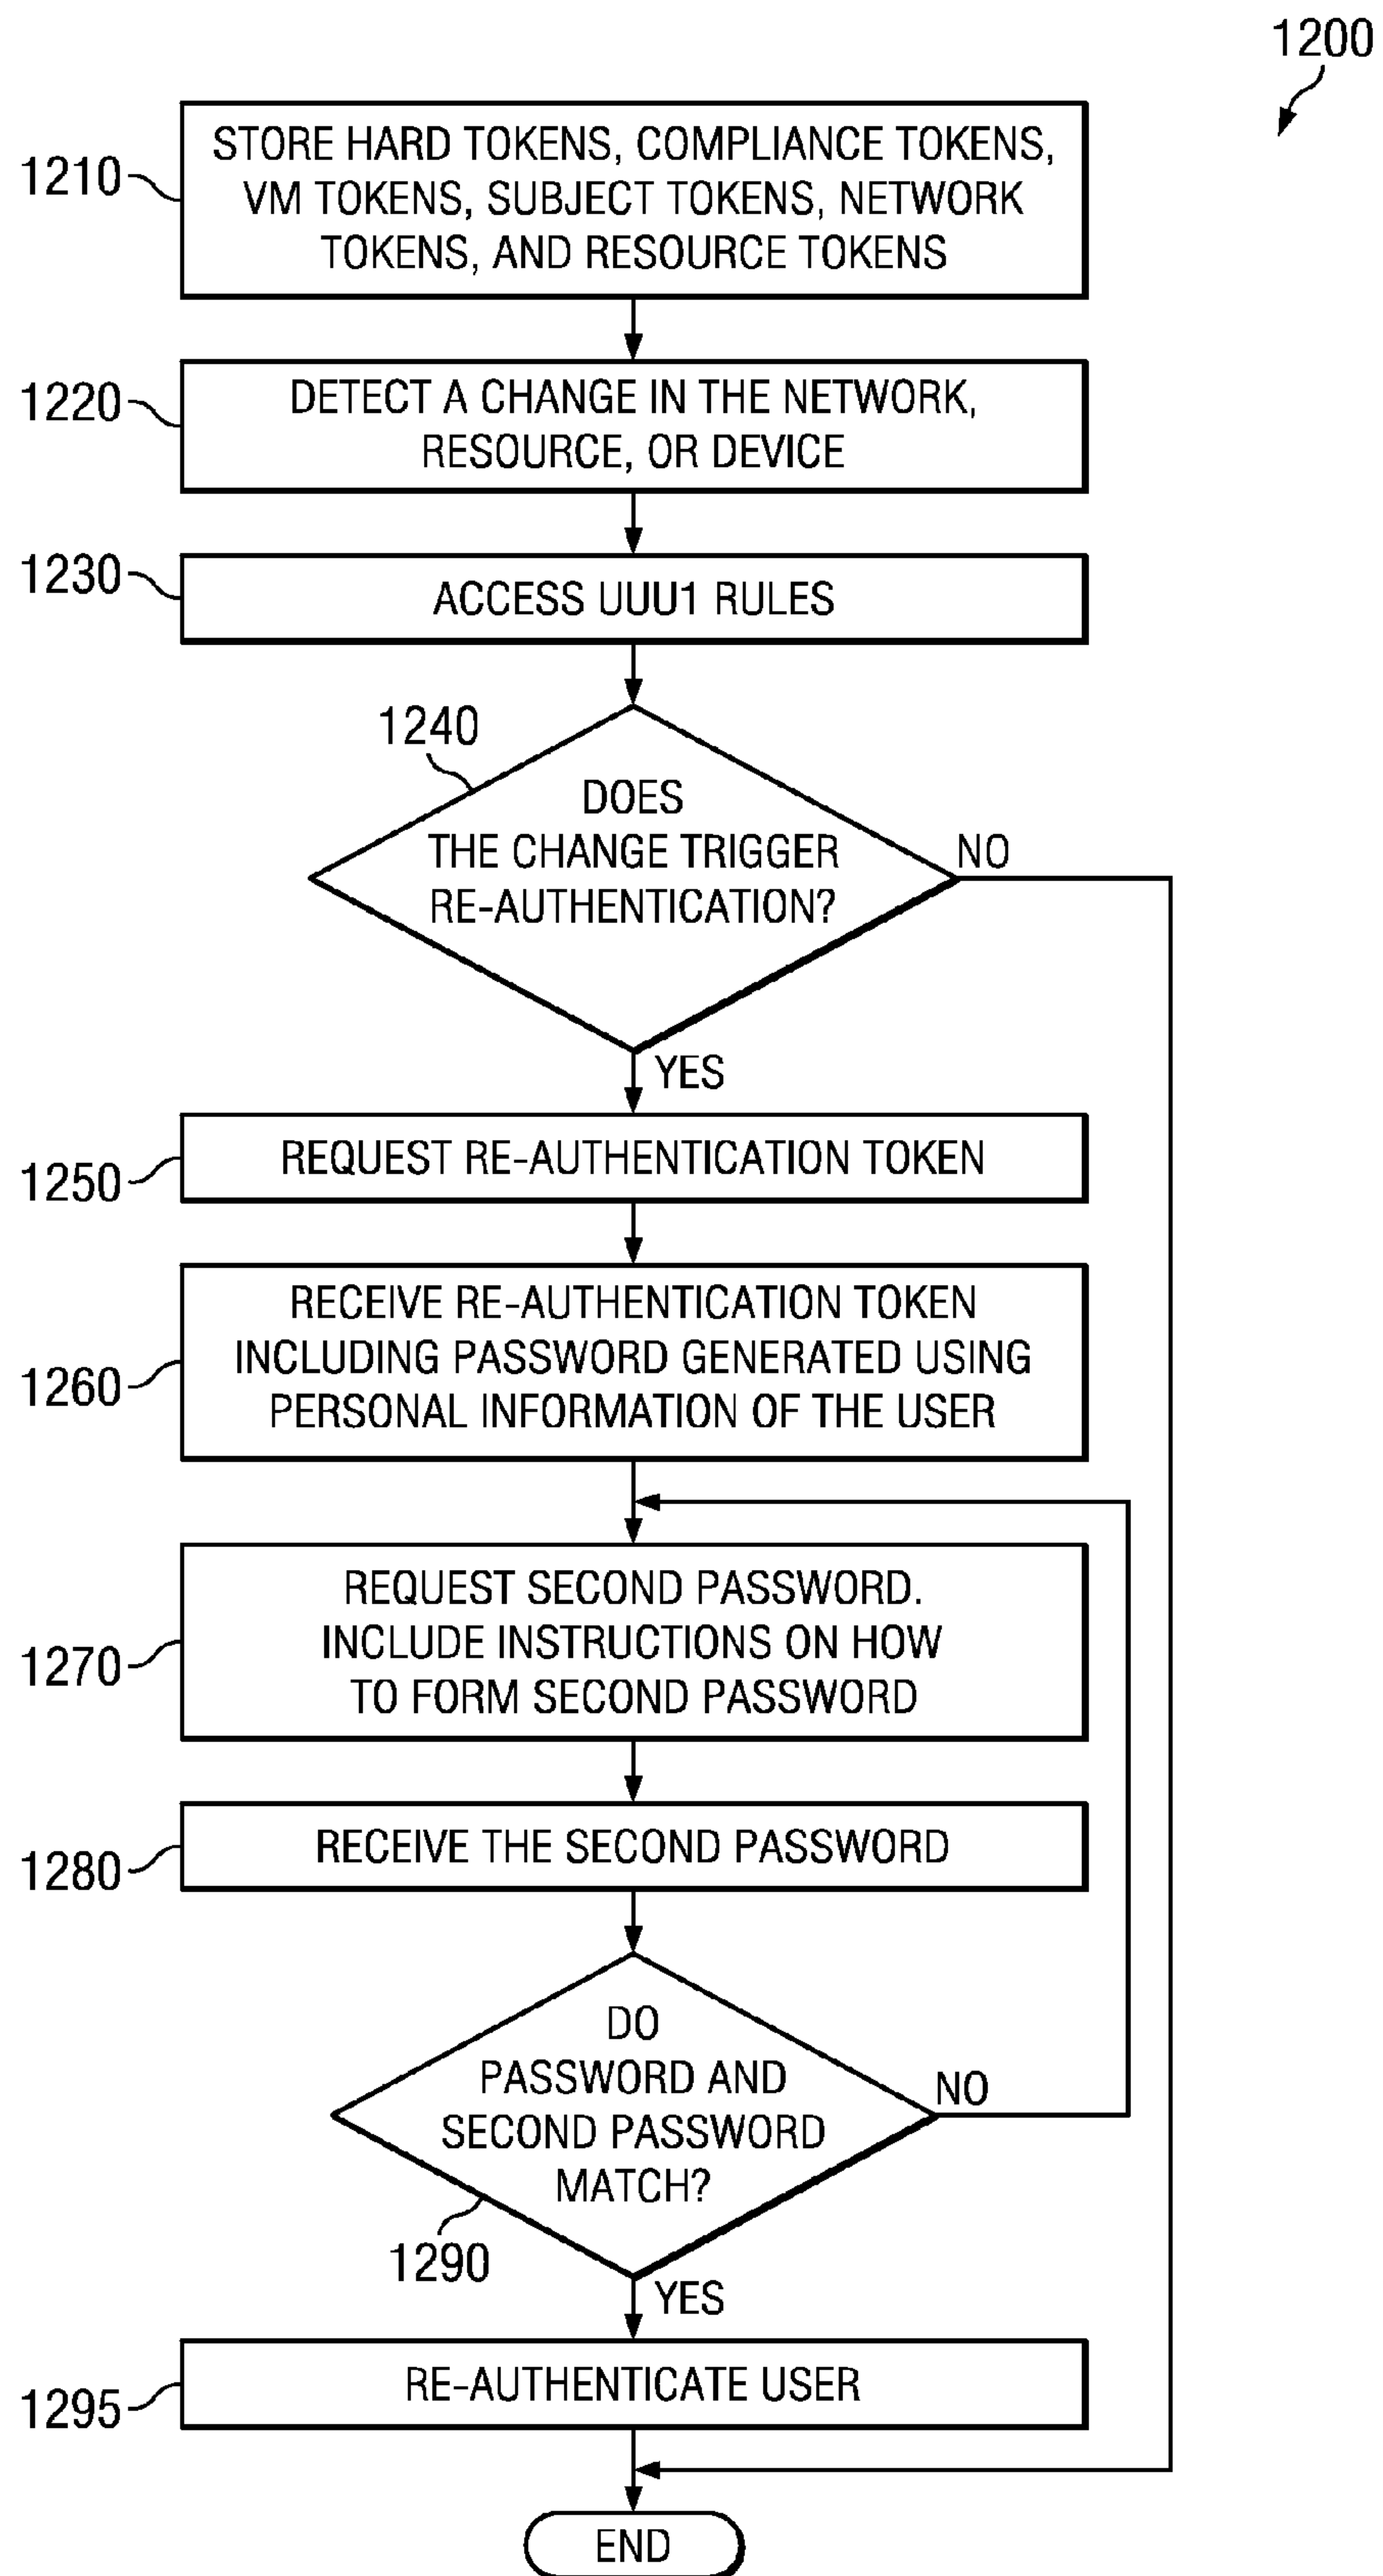 1200
1210
STORE HARD TOKENS, COMPLIANCE TOKENS,
VM TOKENS, SUBJECT TOKENS, NETWORK
TOKENS, AND RESOURCE TOKENS
1220
DETECT A CHANGE IN THE NETWORK,
RESOURCE, OR DEVICE
1230
ACCESS UUU1 RULES
1240
DOES
THE CHANGE TRIGGER
RE-AUTHENTICATION?
NO
YES
1250
REQUEST RE-AUTHENTICATION TOKEN
1260
RECEIVE RE-AUTHENTICATION TOKEN
INCLUDING PASSWORD GENERATED USING
PERSONAL INFORMATION OF THE USER
1270
REQUEST SECOND PASSWORD.
INCLUDE INSTRUCTIONS ON HOW
TO FORM SECOND PASSWORD
1280
RECEIVE THE SECOND PASSWORD
DO
PASSWORD AND
SECOND PASSWORD
MATCH?
NO
1290
YES
1295
RE-AUTHENTICATE USER
END